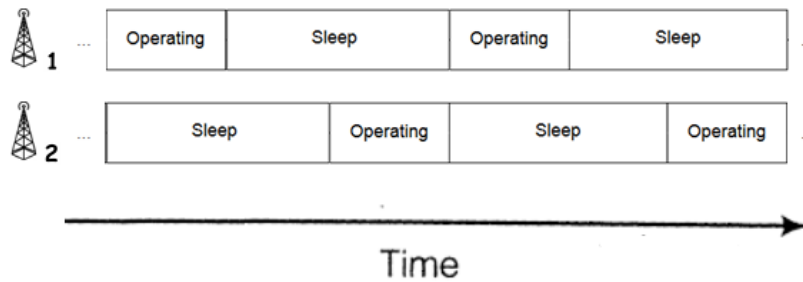 ... Operating Sleep Operating Sleep .
1
... Sleep Operating Sleep Operating .
2
Time